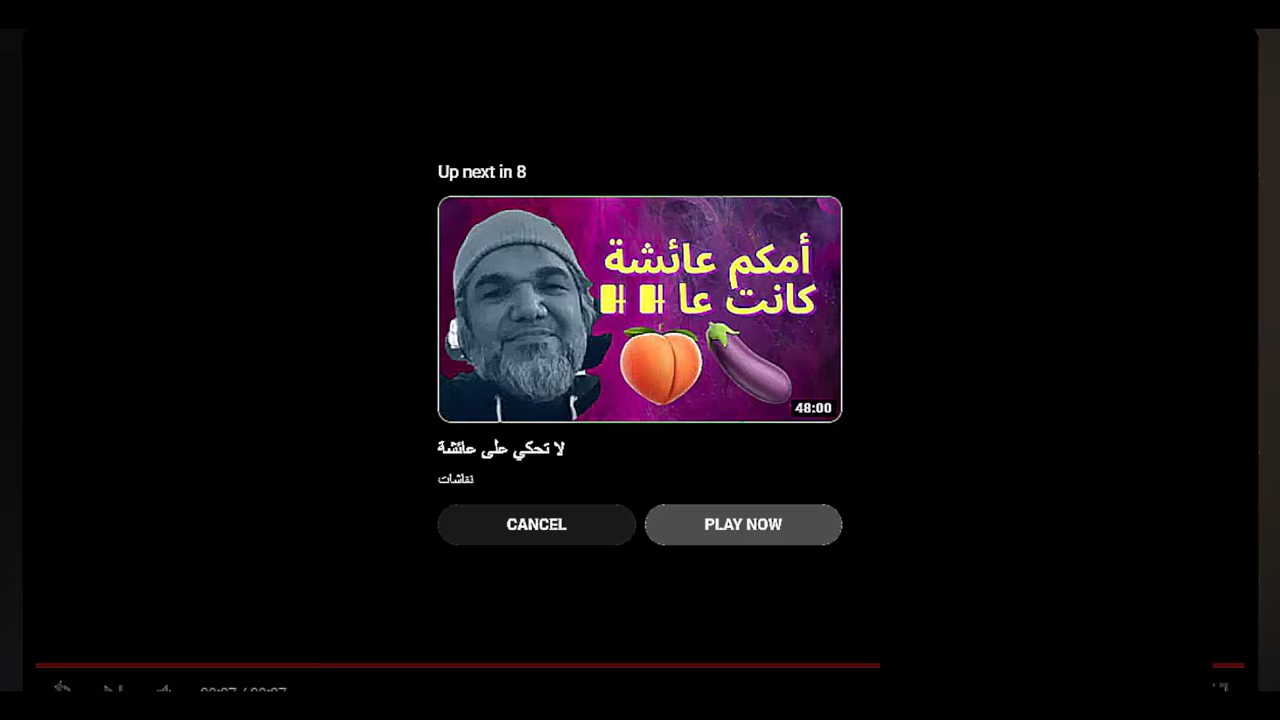 Up next in 8
أمكم عائشة
كانت عا
48:00
لا تحكي على عائشة
نقاشات
CANCEL
PLAY NOW